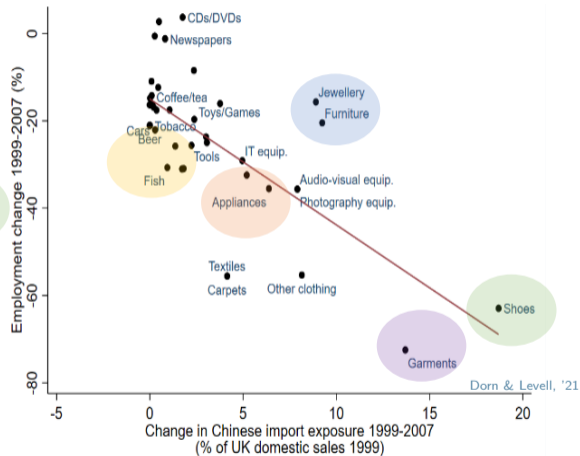 Employment change 1999-2007 (%)
0
-20
-40
-60
-80
CDs/DVDs
Newspapers
Jewellery
Coffee/tea
Furniture
Toys/Games
Cars
Tobacco
Beer
IT equip.
Tools
Fish
Audio-visual equip.
Appliances
Photography equip.
Textiles
Carpets
Other clothing
Shoes
Garments
Dorn & Levell, '21
-5
0
5
10
15
20
Change in Chinese import exposure 1999-2007
(% of UK domestic sales 1999)